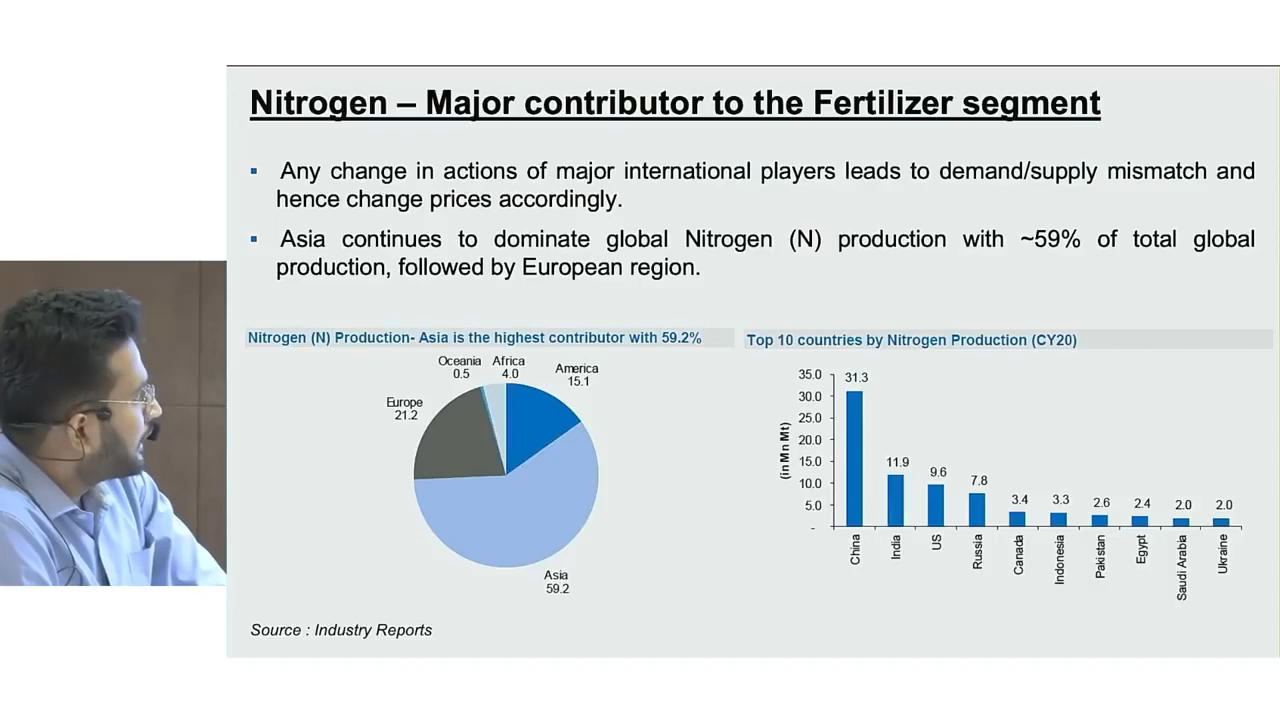 Nitrogen – Major contributor to the Fertilizer segment
▪ Any change in actions of major international players leads to demand/supply mismatch and
hence change prices accordingly.
▪ Asia continues to dominate global Nitrogen (N) production with ~59% of total global
production, followed by European region.
Nitrogen (N) Production- Asia is the highest contributor with 59.2%
Oceania
0.5
Africa
4.0
America
15.1
Europe
21.2
Asia
59.2
Top 10 countries by Nitrogen Production (CY20)
(in Mn Mt)
35.0
30.0
25.0
20.0
15.0
10.0
5.0
-
31.3
11.9
9.6
7.8
3.4
3.3
2.6
2.4
2.0
2.0
China
India
US
Russia
Canada
Indonesia
Pakistan
Egypt
Saudi Arabia
Ukraine
Source : Industry Reports